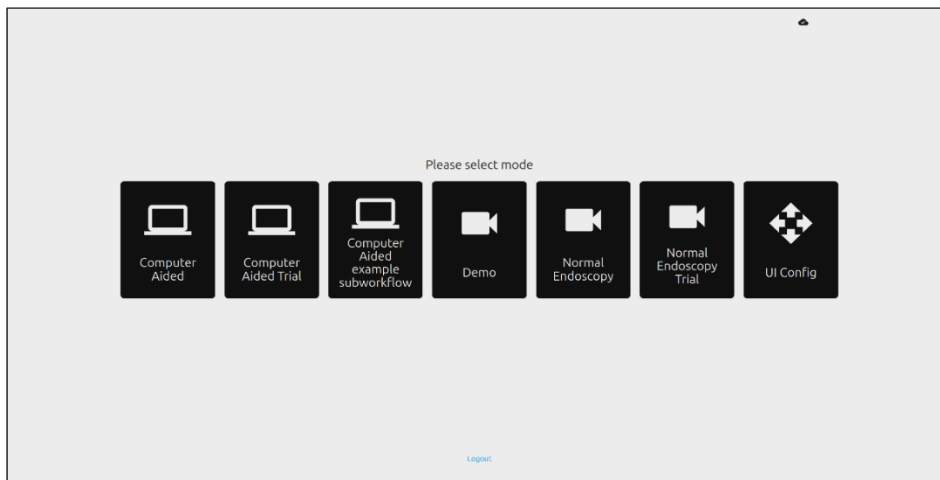 Please select mode
Computer
Aided
Computer
Aided Trial
Computer
Aided
example
subworkflow
Demo
Normal
Endoscopy
Normal
Endoscopy
Trial
UI Config
Logout